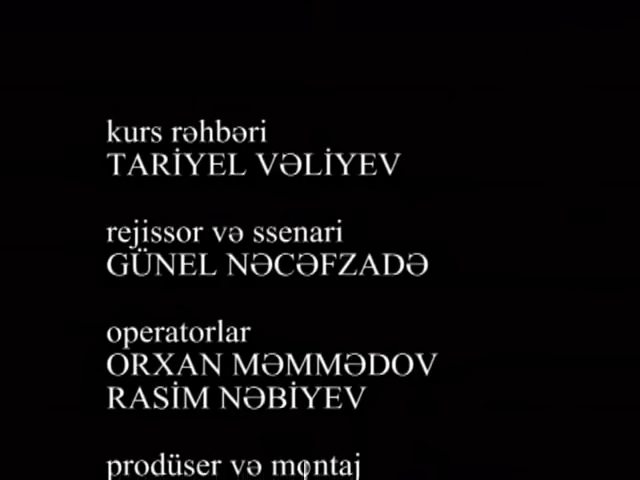 kurs rəhbəri
TARİYEL VƏLİYEV
rejissor və ssenari
GÜNEL NƏCƏFZADƏ
operatorlar
ORXAN MƏMMƏDOV
RASİM NƏBİYEV
prodüser və montaj